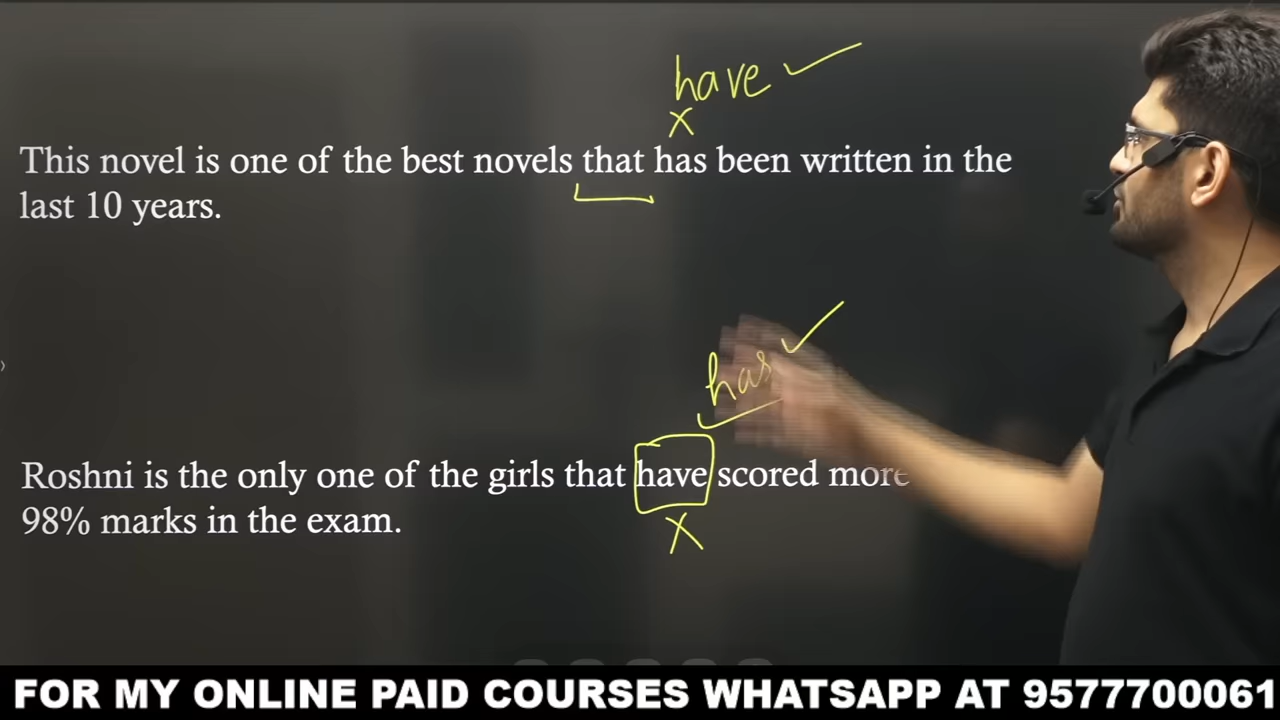 have
x
This novel is one of the best novels that has been written in the
last 10 years.
has
Roshni is the only one of the girls that have scored more
98% marks in the exam.
x
FOR MY ONLINE PAID COURSES WHATSAPP AT 9577700061